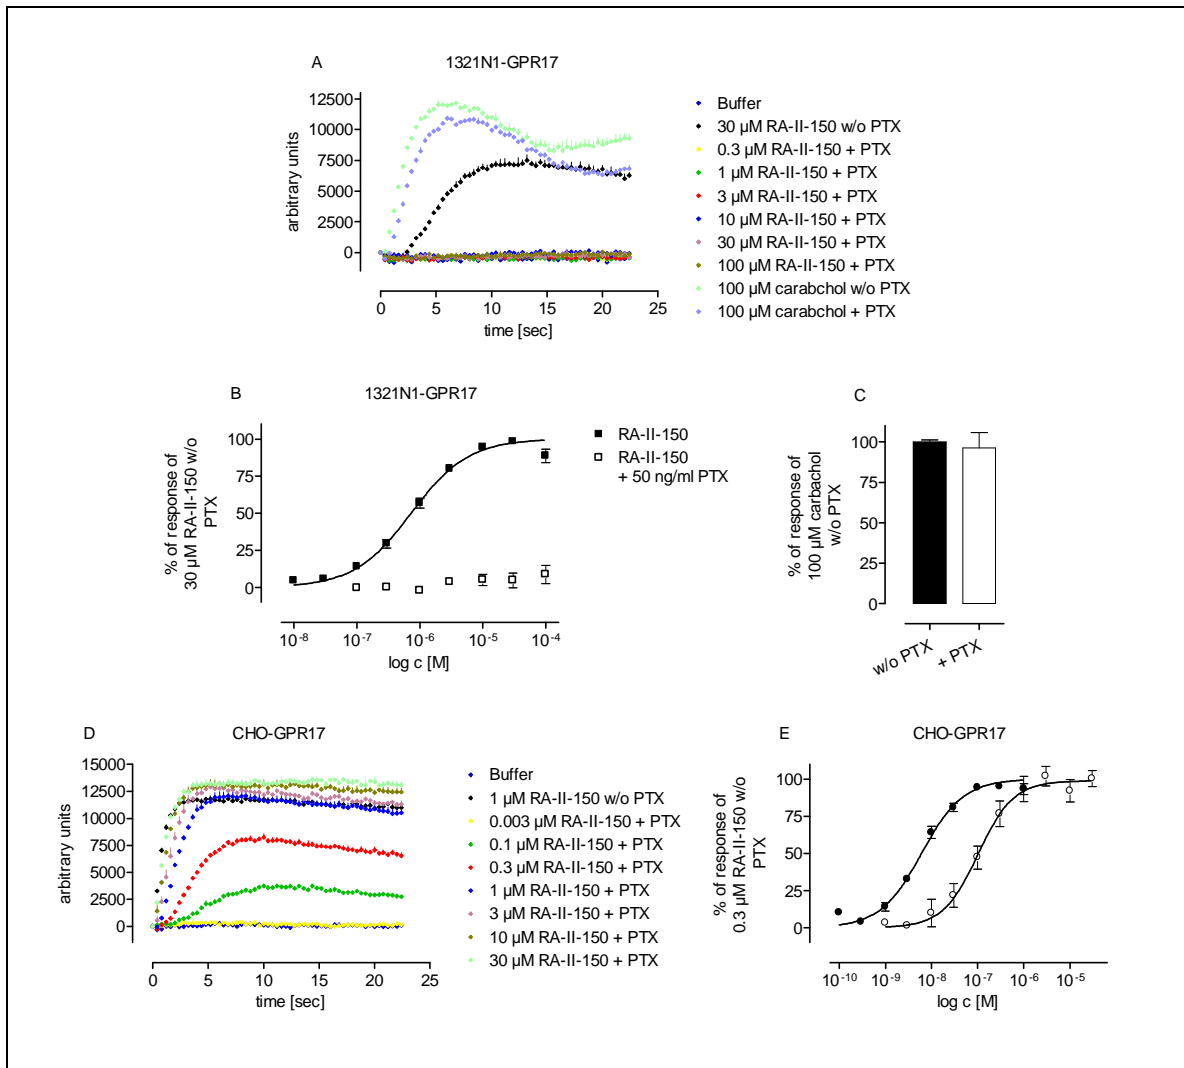 A
1321N1-GPR17
12500
10000
7500
5000
2500
0
arbitrary units
0
5
10
15
20
25
time [sec]
Buffer
30 µM RA-II-150 w/o PTX
0.3 µM RA-II-150 + PTX
1 µM RA-II-150 + PTX
3 µM RA-II-150 + PTX
10 µM RA-II-150 + PTX
30 µM RA-II-150 + PTX
100 µM RA-II-150 + PTX
100 µM carabchol w/o PTX
100 µM carabchol + PTX
B
1321N1-GPR17
100
75
50
25
0
% of response of
30 µM RA-II-150 w/o
PTX
10-8
10-7
10-6
10-5
10-4
log c [M]
RA-II-150
RA-II-150
+ 50 ng/ml PTX
C
100
75
50
25
0
% of response of
100 µM carbachol
w/o PTX
w/o PTX
+ PTX
D
CHO-GPR17
15000
12500
10000
7500
5000
2500
0
arbitrary units
0
5
10
15
20
25
time [sec]
Buffer
1 µM RA-II-150 w/o PTX
0.003 µM RA-II-150 + PTX
0.1 µM RA-II-150 + PTX
0.3 µM RA-II-150 + PTX
1 µM RA-II-150 + PTX
3 µM RA-II-150 + PTX
10 µM RA-II-150 + PTX
30 µM RA-II-150 + PTX
E
CHO-GPR17
100
75
50
25
0
% of response of
0.3 µM RA-II-150 w/o
PTX
10-10
10-9
10-8
10-7
10-6
10-5
log c [M]